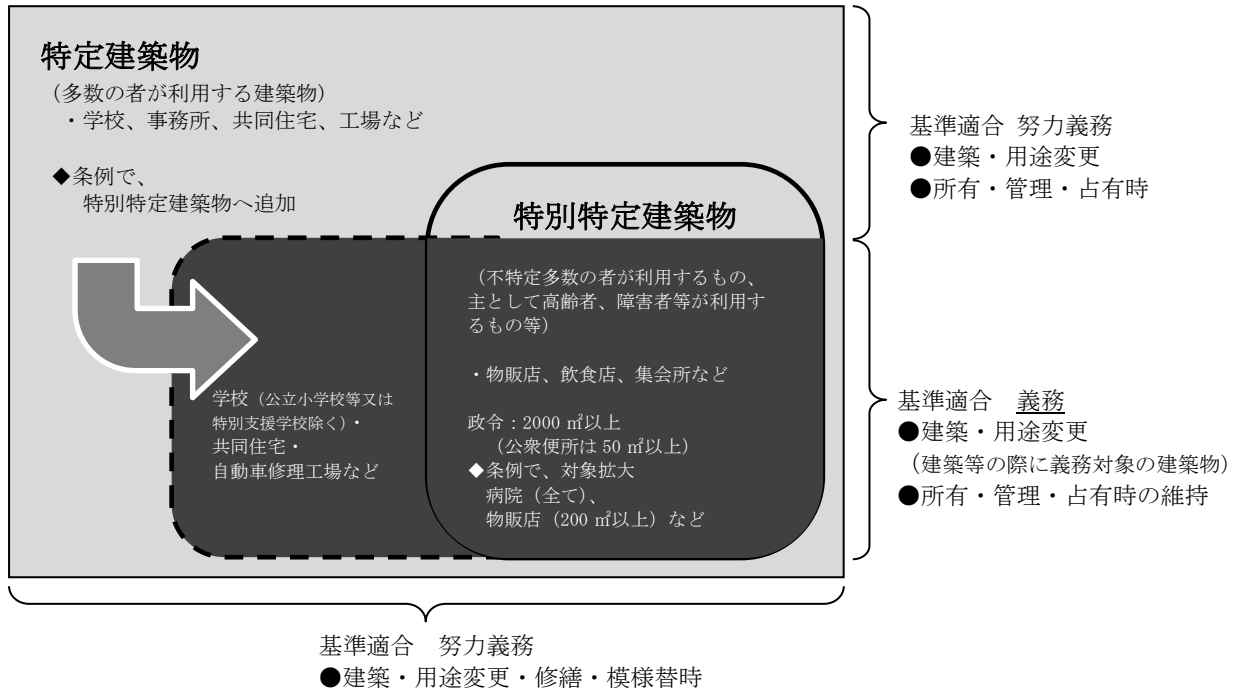 特定建築物
（多数の者が利用する建築物）
・学校、事務所、共同住宅、工場など
◆条例で、
特別特定建築物へ追加
特別特定建築物
（不特定多数の者が利用するもの、
主として高齢者、障害者等が利用す
るもの等）
・物販店、飲食店、集会所など
政令：2000 ㎡以上
（公衆便所は 50 ㎡以上）
◆条例で、対象拡大
病院（全て）、
物販店（200 ㎡以上）など
学校（公立小学校等又は
特別支援学校除く）・
共同住宅・
自動車修理工場など
基準適合 努力義務
●建築・用途変更
●所有・管理・占有時
基準適合　義務
●建築・用途変更
（建築等の際に義務対象の建築物）
●所有・管理・占有時の維持
基準適合　努力義務
●建築・用途変更・修繕・模様替時